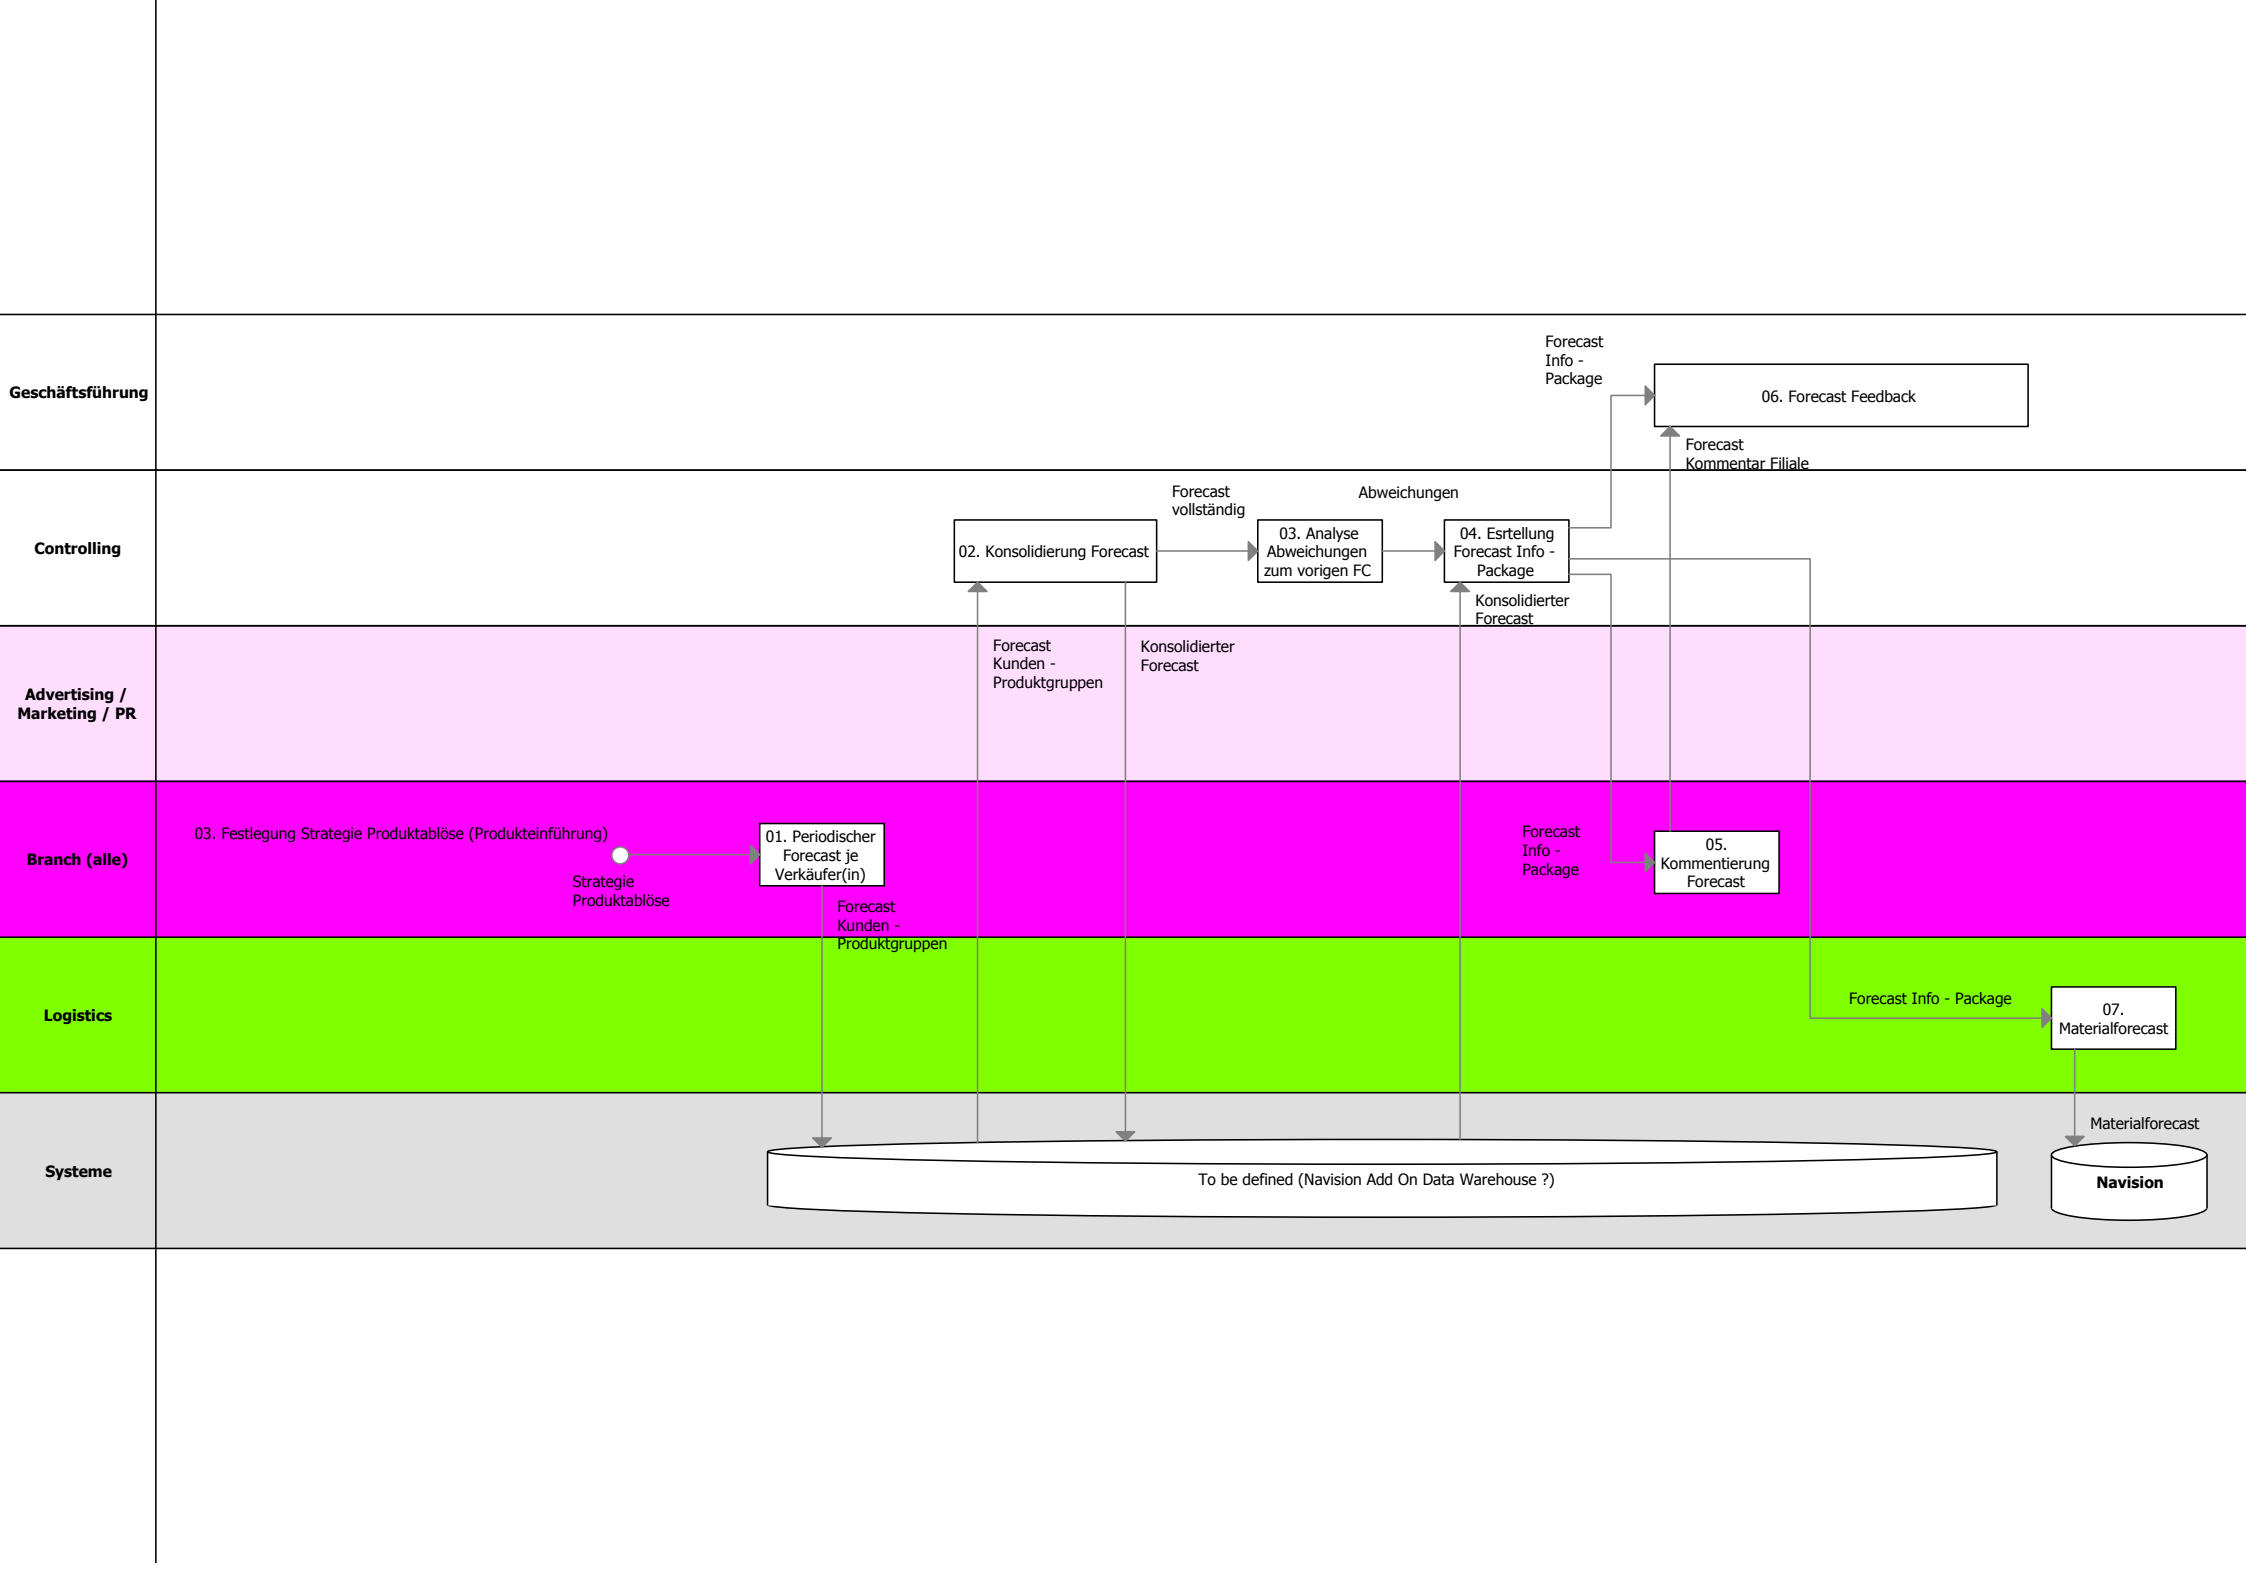 Geschäftsführung
Forecast
Info -
Package
06. Forecast Feedback
Forecast
Kommentar Filiale
Controlling
02. Konsolidierung Forecast
Forecast
vollständig
03. Analyse
Abweichungen
zum vorigen FC
Abweichungen
04. Esrtellung
Forecast Info -
Package
Konsolidierter
Forecast
Advertising /
Marketing / PR
Forecast
Kunden -
Produktgruppen
Konsolidierter
Forecast
Branch (alle)
03. Festlegung Strategie Produktablöse (Produkteinführung)
Strategie
Produktablöse
01. Periodischer
Forecast je
Verkäufer(in)
Forecast
Kunden -
Produktgruppen
Forecast
Info -
Package
05.
Kommentierung
Forecast
Logistics
Forecast Info - Package
07.
Materialforecast
Systeme
To be defined (Navision Add On Data Warehouse ?)
Materialforecast
Navision